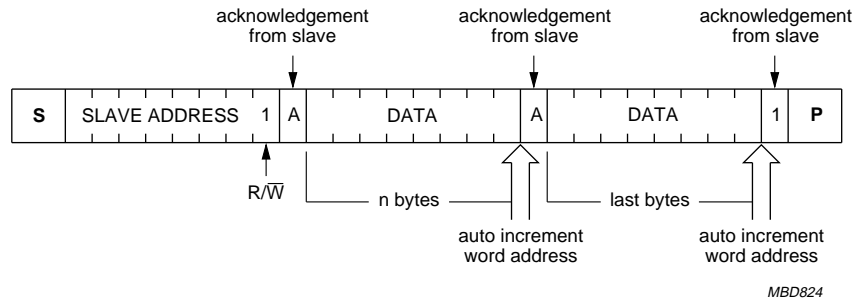 acknowledgement
from slave
acknowledgement
from slave
acknowledgement
from slave
S SLAVE ADDRESS 1 A DATA A DATA 1 P
R/W̅
n bytes
last bytes
auto increment
word address
auto increment
word address
MBD824